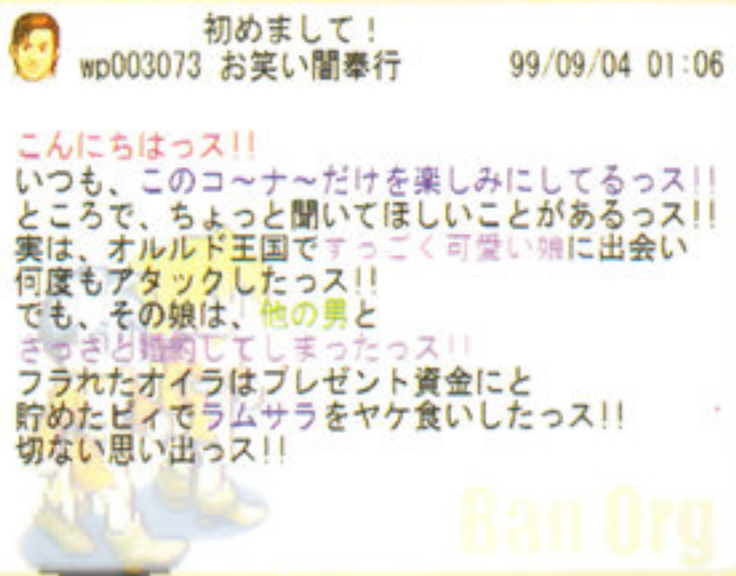 初めまして！
wp003073 お笑い闇奉行 99/09/04 01:06
こんにちはっス!!
いつも、このコ～ナ～だけを楽しみにしてるっス!!
ところで、ちょっと聞いてほしいことがあるっス!!
実は、オルルド王国ですっごく可愛い娘に出会い
何度もアタックしたっス!!
でも、その娘は、他の男と
さっさと婚約してしまったっス!!
フラれたオイラはプレゼント資金にと
貯めたビィでラムサラをヤケ食いしたっス!!
切ない思い出っス!!
Ban Org